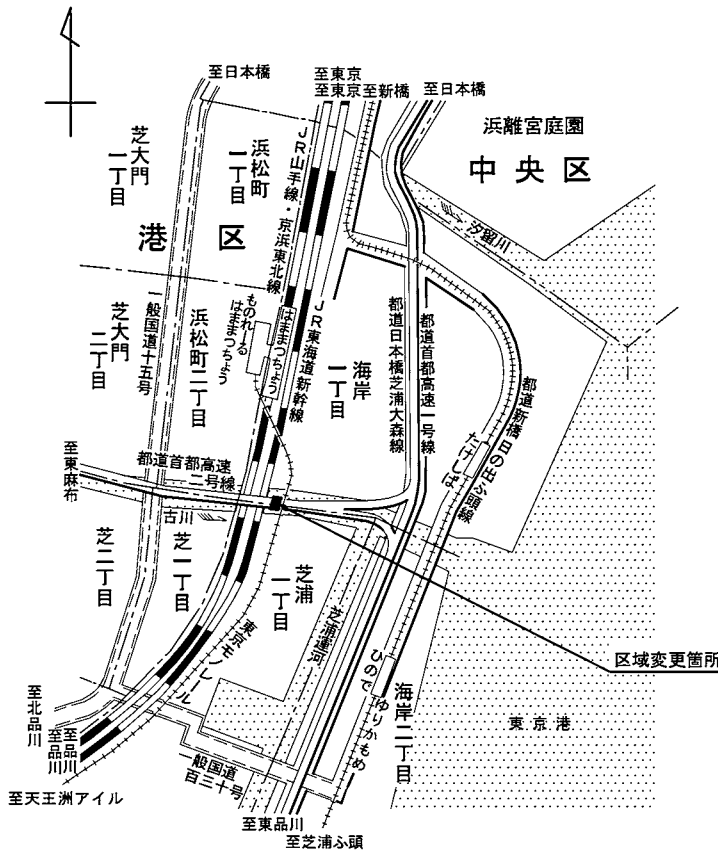 至日本橋
至東京
至東京
至新橋
至日本橋
浜離宮庭園
中央区
芝大門
一丁目
浜松町
一丁目
港区
JR山手線・京浜東北線
汐留川
芝大門
二丁目
一般国道十五号
浜松町二丁目
ものれーる
はままつちょう
はままつちょう
JR東海道新幹線
海岸
一丁目
都道日本橋芝浦大森線
都道首都高速一号線
都道新橋日の出ふ頭線
たけしば
至東麻布
都道首都高速
二号線
古川
芝二丁目
芝一丁目
芝浦
一丁目
東京モノレール
芝浦運河
ひので
ゆりかもめ
海岸二丁目
区域変更箇所
東京港
至北品川
至品川
至品川
至天王洲アイル
一般国道
百三十号
至東品川
至芝浦ふ頭